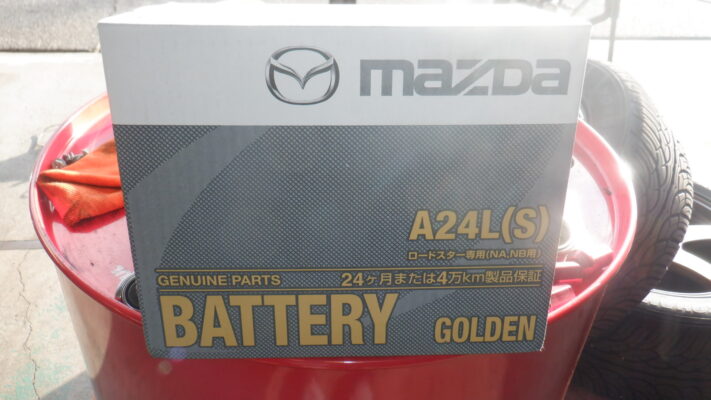 mazda
A24L(S)
ロードスター専用(NA,NB用)
GENUINE PARTS 24ヶ月または4万km製品保証
BATTERY GOLDEN